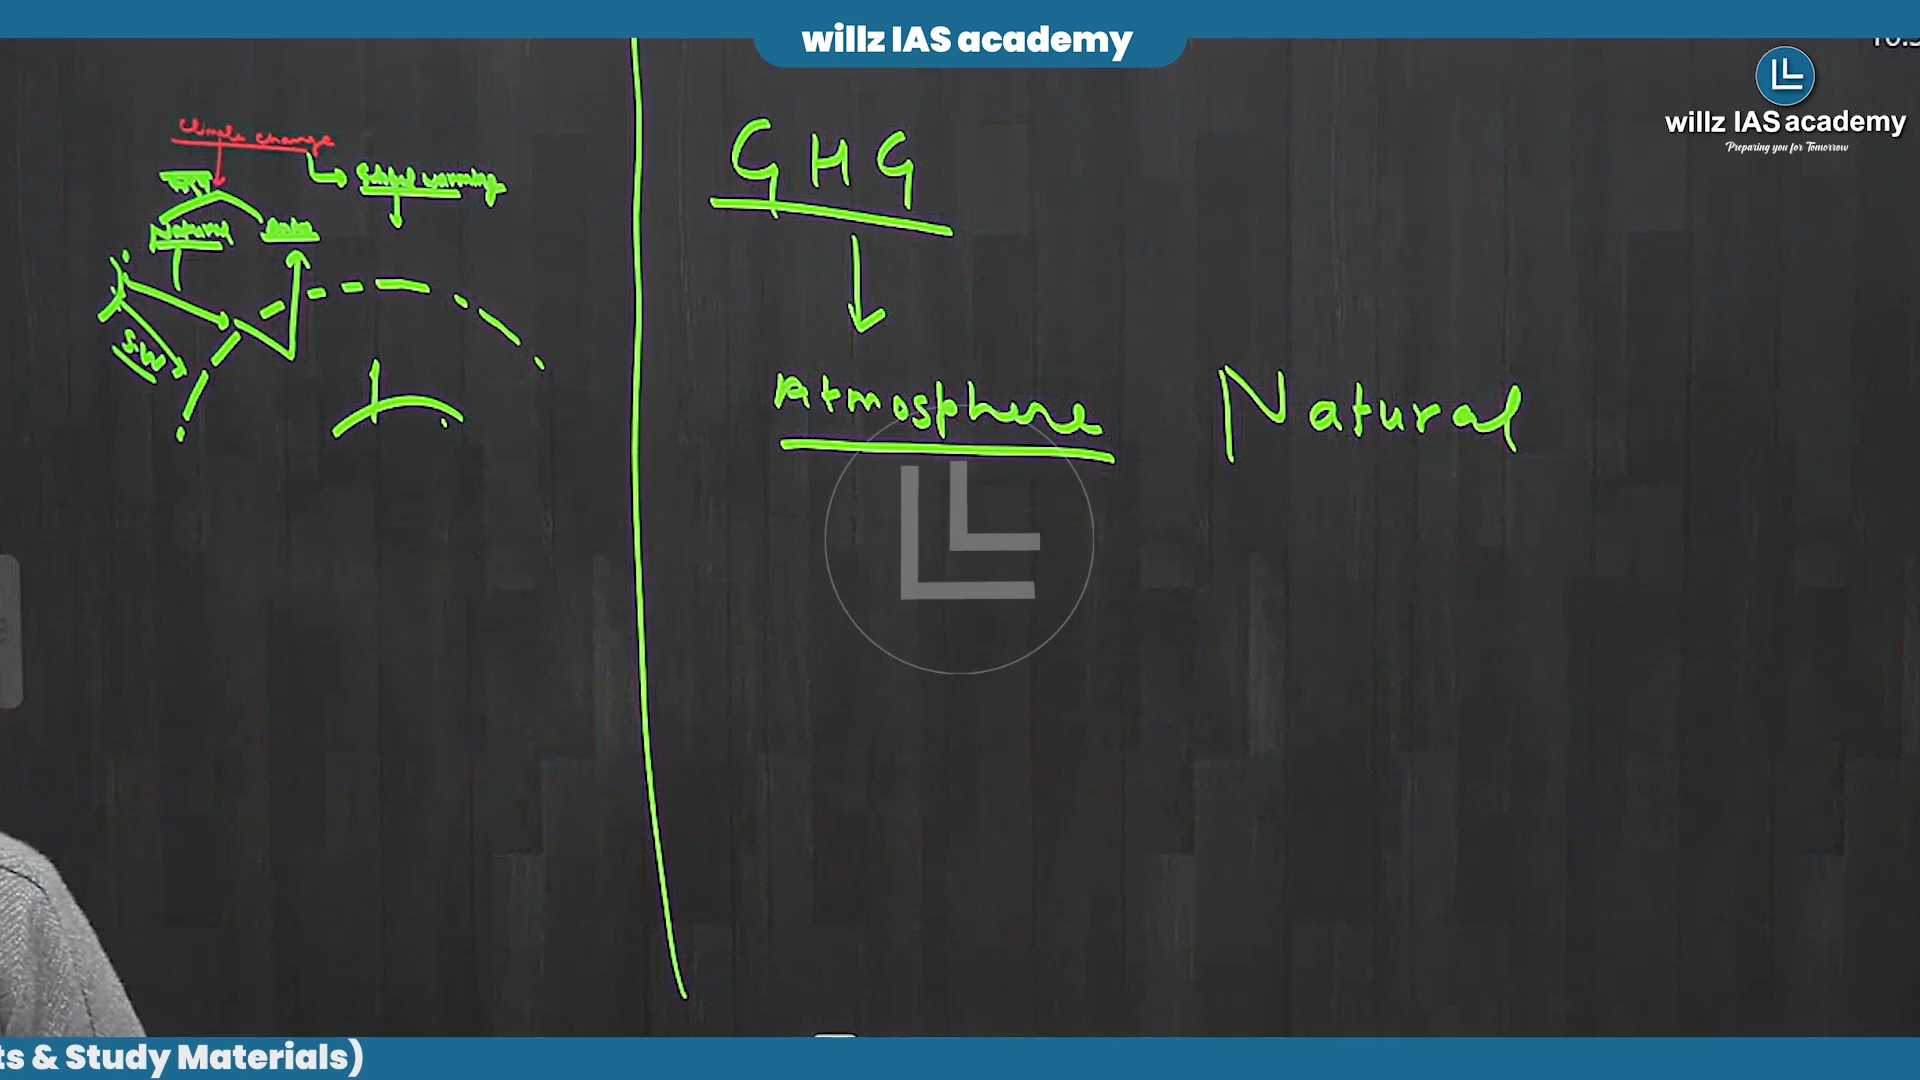 willz IAS academy
willz IAS academy
Preparing you for Tomorrow
Climate change
Global warming
Natural
S.W
GHG
Atmosphere
Natural
ts & Study Materials)